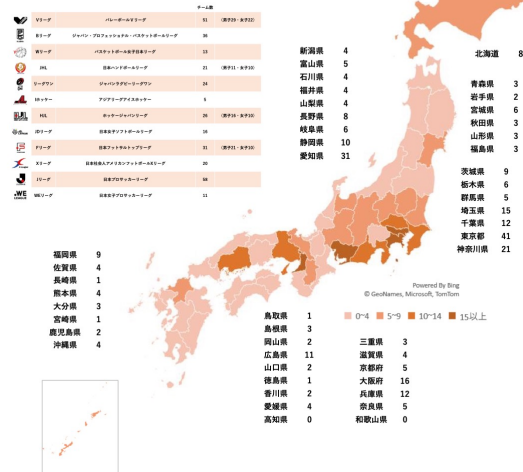 チーム数
Vリーグ バレーボールVリーグ 51 (男子29・女子22)
Bリーグ ジャパン・プロフェッショナル・バスケットボールリーグ 36
Wリーグ バスケットボール女子日本リーグ 13
JHL 日本ハンドボールリーグ 21 (男子11・女子10)
リーグワン ジャパンラグビーリーグワン 24
アジアリーグアイスホッケー 5
HJL ホッケージャパンリーグ 26 (男子16・女子10)
JDリーグ 日本女子ソフトボールリーグ 16
Fリーグ 日本フットサルトップリーグ 31 (男子21・女子10)
Xリーグ 日本社会人アメリカンフットボールXリーグ 20
Jリーグ 日本プロサッカーリーグ 58
WEリーグ 日本女子プロサッカーリーグ 11
WE LEAGUE
新潟県 4
富山県 5
石川県 4
福井県 4
山梨県 4
長野県 8
岐阜県 6
静岡県 10
愛知県 31
北海道 8
青森県 3
岩手県 2
宮城県 6
秋田県 3
山形県 3
福島県 3
茨城県 9
栃木県 6
群馬県 5
埼玉県 15
千葉県 12
東京都 41
神奈川県 21
福岡県 9
佐賀県 4
長崎県 1
熊本県 4
大分県 3
宮崎県 1
鹿児島県 2
沖縄県 4
Powered by Bing
© GeoNames, Microsoft, TomTom
0~4 5~9 10~14 15以上
鳥取県 1
島根県 3
岡山県 2
広島県 11
山口県 2
徳島県 1
香川県 2
愛媛県 4
高知県 0
三重県 3
滋賀県 4
京都府 5
大阪府 16
兵庫県 12
奈良県 5
和歌山県 0